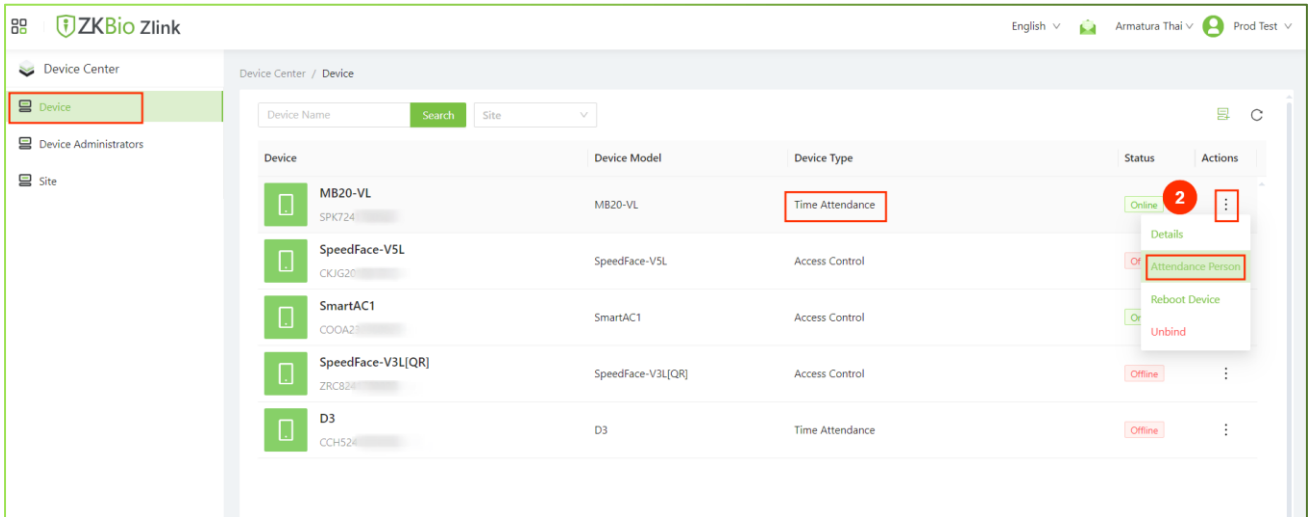 ZKBio Zlink
English
Armatura Thai
Prod Test
Device Center
Device
Device Administrators
Site
Device Center / Device
Device Name
Search
Site
Device Device Model Device Type Status Actions
MB20-VL
SPK724
MB20-VL
Time Attendance
Online
2
SpeedFace-V5L
CKJG20
SpeedFace-V5L
Access Control
SmartAC1
SmartAC1
Access Control
Details
Attendance Person
Reboot Device
Unbind
SpeedFace-V3L[QR]
SpeedFace-V3L[QR]
Access Control
Offline
D3
CCH524
D3
Time Attendance
Offline